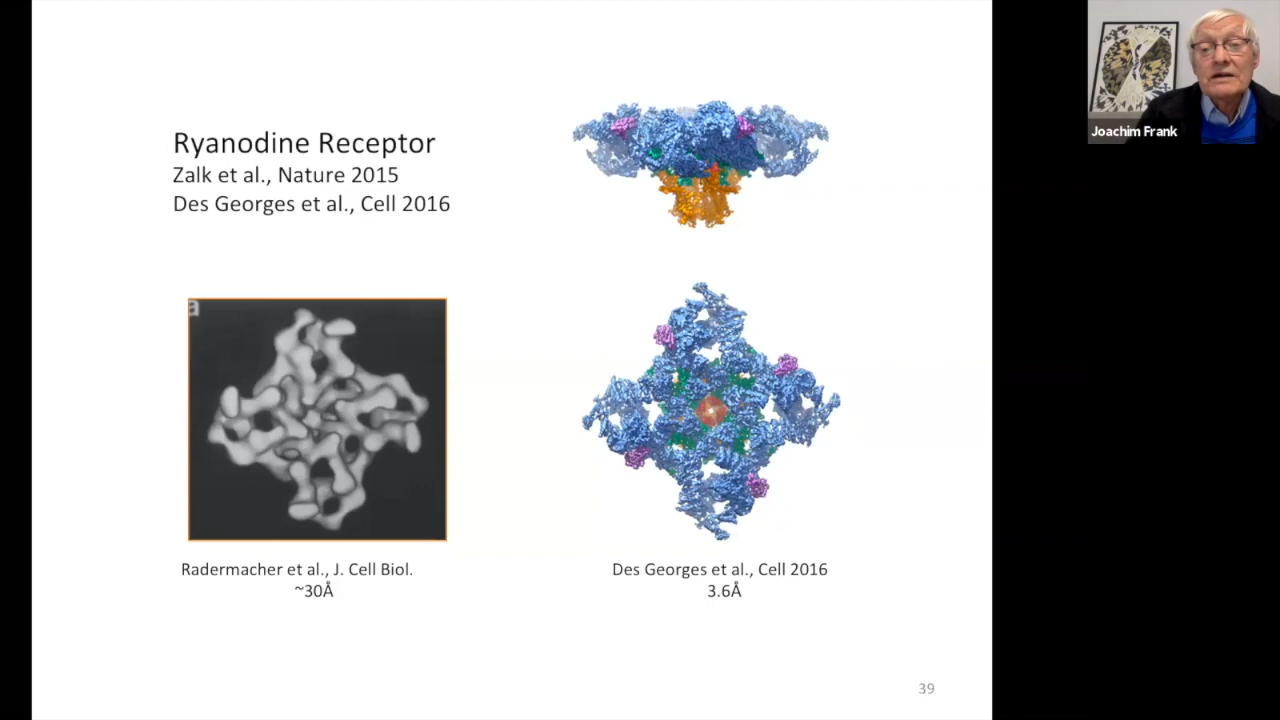 Ryanodine Receptor
Zalk et al., Nature 2015
Des Georges et al., Cell 2016
a
Radermacher et al., J. Cell Biol.
~30Å
Des Georges et al., Cell 2016
3.6Å
39
Joachim Frank